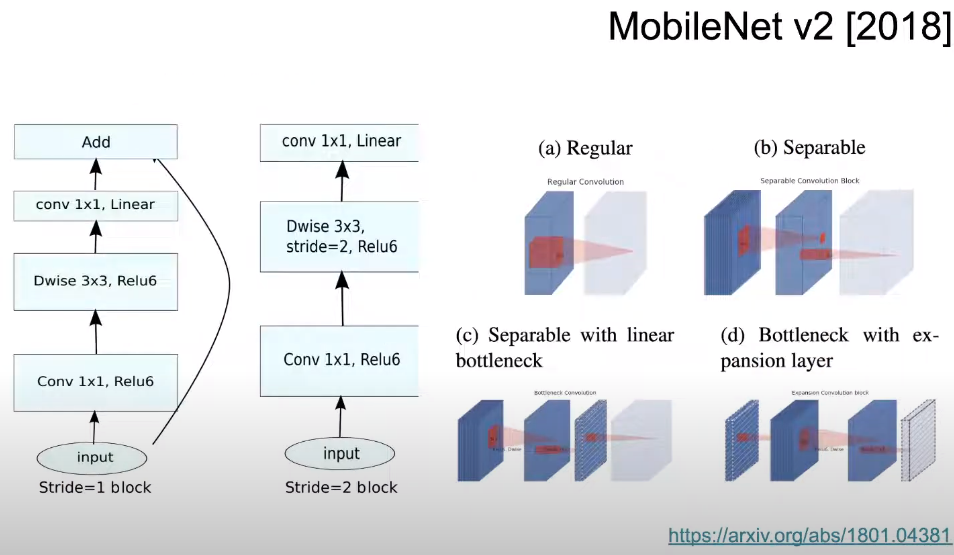 MobileNet v2 [2018]
Add
conv 1x1, Linear
Dwise 3x3, Relu6
Conv 1x1, Relu6
input
Stride=1 block
conv 1x1, Linear
Dwise 3x3,
stride=2, Relu6
Conv 1x1, Relu6
input
Stride=2 block
(a) Regular
Regular Convolution
(b) Separable
Separable Convolution Block
(c) Separable with linear
bottleneck
Bottleneck Convolution
(d) Bottleneck with ex-
pansion layer
Expansion Convolution block
https://arxiv.org/abs/1801.04381